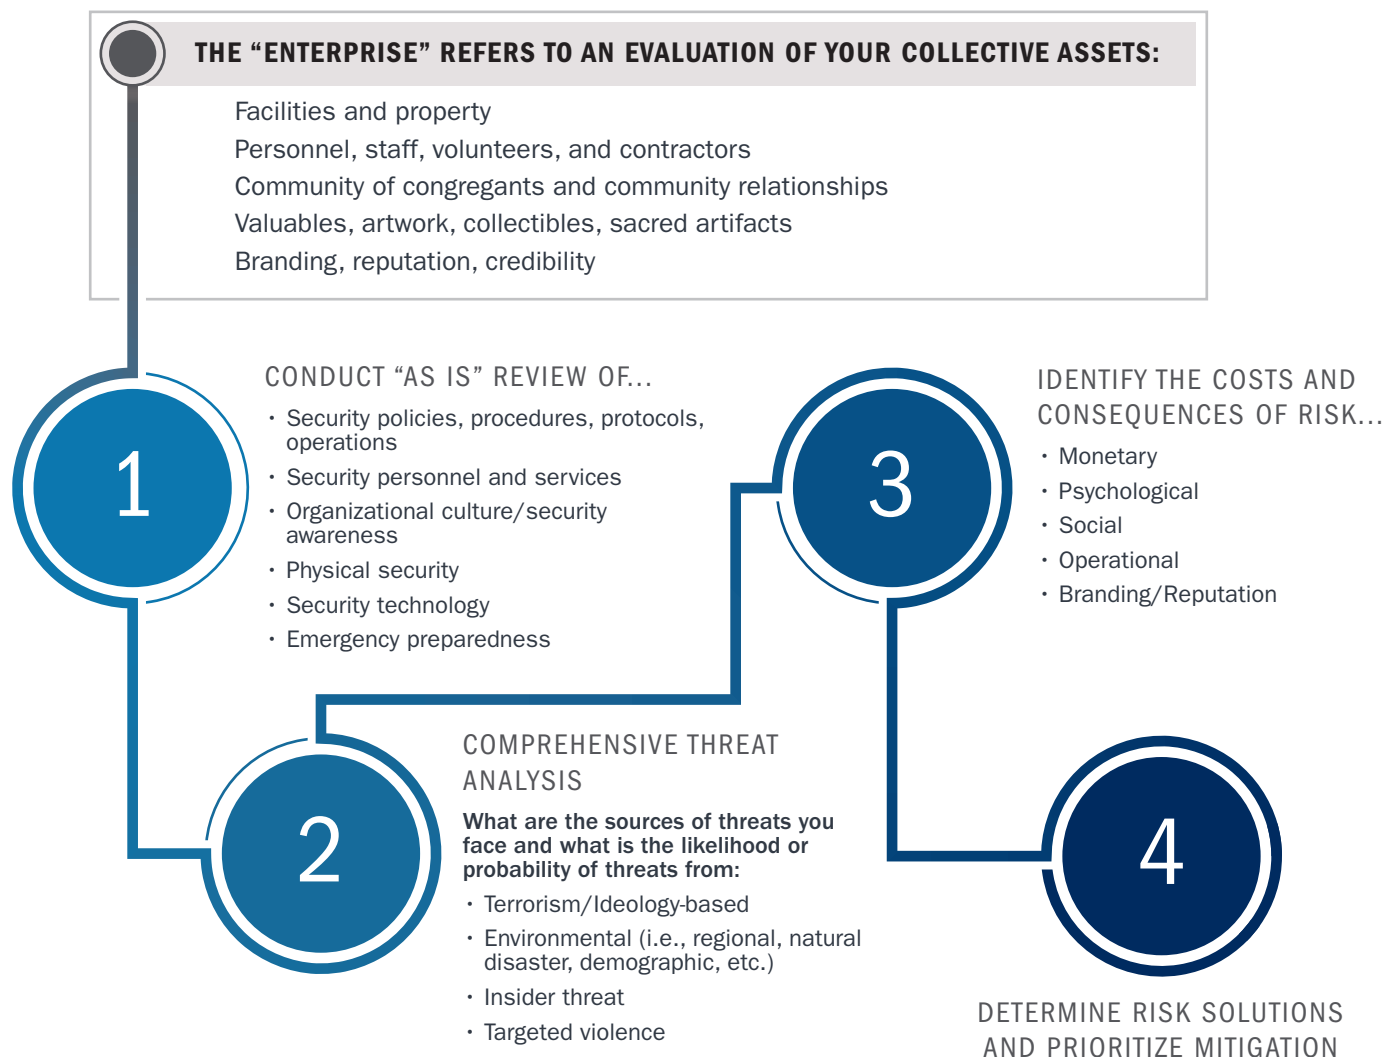 THE “ENTERPRISE” REFERS TO AN EVALUATION OF YOUR COLLECTIVE ASSETS:
Facilities and property
Personnel, staff, volunteers, and contractors
Community of congregants and community relationships
Valuables, artwork, collectibles, sacred artifacts
Branding, reputation, credibility
1
CONDUCT “AS IS” REVIEW OF...
• Security policies, procedures, protocols,
operations
• Security personnel and services
• Organizational culture/security
awareness
• Physical security
• Security technology
• Emergency preparedness
2
COMPREHENSIVE THREAT
ANALYSIS
What are the sources of threats you
face and what is the likelihood or
probability of threats from:
• Terrorism/Ideology-based
• Environmental (i.e., regional, natural
disaster, demographic, etc.)
• Insider threat
• Targeted violence
3
IDENTIFY THE COSTS AND
CONSEQUENCES OF RISK...
• Monetary
• Psychological
• Social
• Operational
• Branding/Reputation
4
DETERMINE RISK SOLUTIONS
AND PRIORITIZE MITIGATION